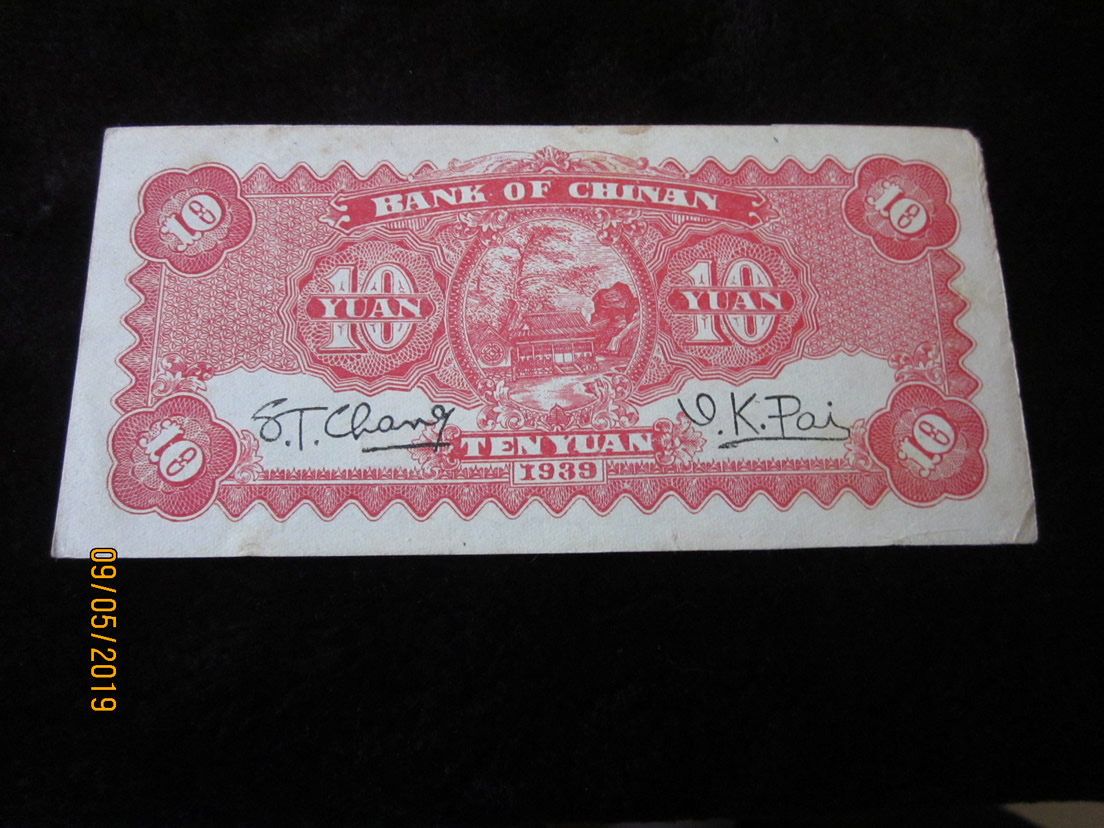 BANK OF CHINAN
10
10
10 YUAN
10 YUAN
S.T. Chang
V.K. Pai
TEN YUAN
10
10
1939
09/05/2019